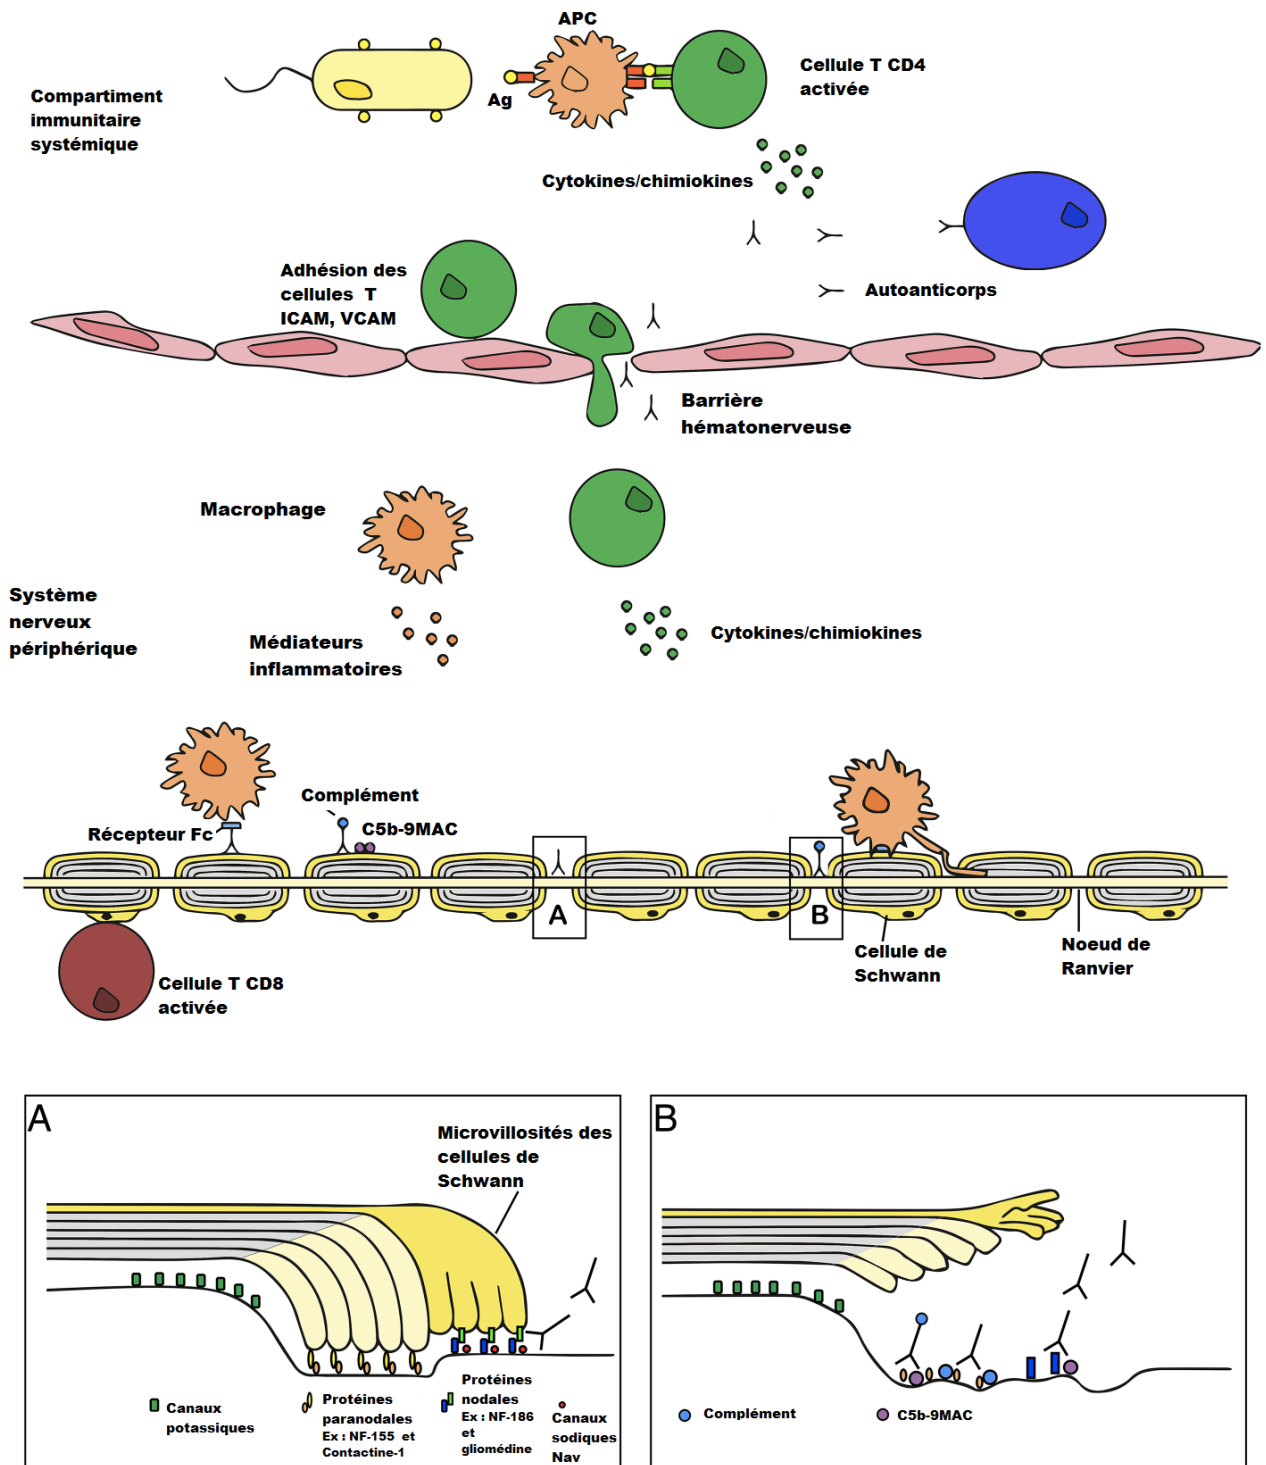 APC
Cellule T CD4
activée
Compartiment
immunitaire
systémique
Ag
Cytokines/chimiokines
Adhésion des
cellules T
ICAM, VCAM
Autoanticorps
Barrière
hématonerveuse
Macrophage
Système
nerveux
périphérique
Médiateurs
inflammatoires
Cytokines/chimiokines
Complément
Récepteur Fc
C5b-9MAC
A
B
Cellule de
Schwann
Noeud de
Ranvier
Cellule T CD8
activée
A
Microvillosités des
cellules de
Schwann
Canaux
potassiques
Protéines
paranodales
Ex : NF-155 et
Contactine-1
Protéines
nodales
Ex : NF-186
et
gliomédine
Canaux
sodiques
Nav
B
Complément
C5b-9MAC